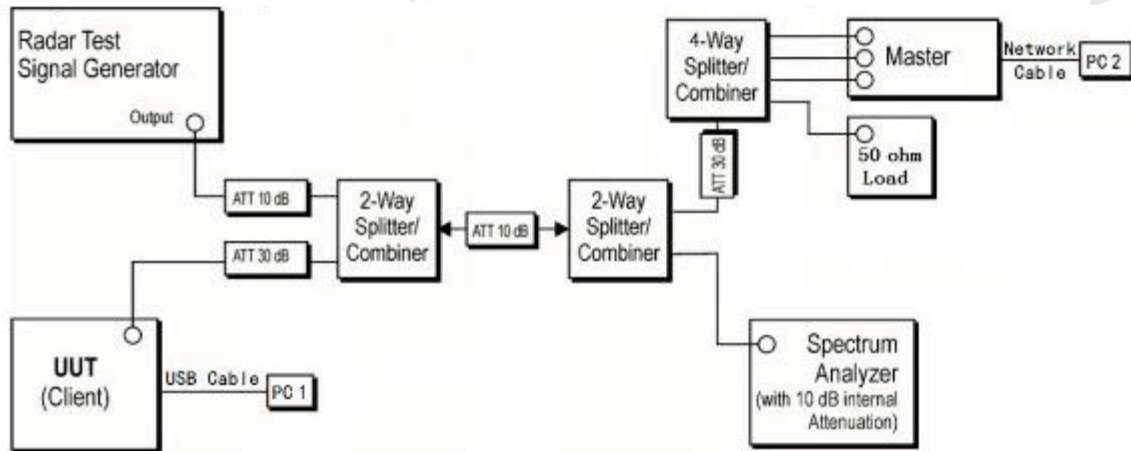 Radar Test
Signal Generator
Output
ATT 10 dB
ATT 30 dB
2-Way
Splitter/
Combiner
ATT 10 dB
2-Way
Splitter/
Combiner
4-Way
Splitter/
Combiner
ATT 30 dB
Master
Network
Cable
PC 2
50 ohm
Load
UUT
(Client)
USB Cable
PC 1
Spectrum
Analyzer
(with 10 dB internal
Attenuation)